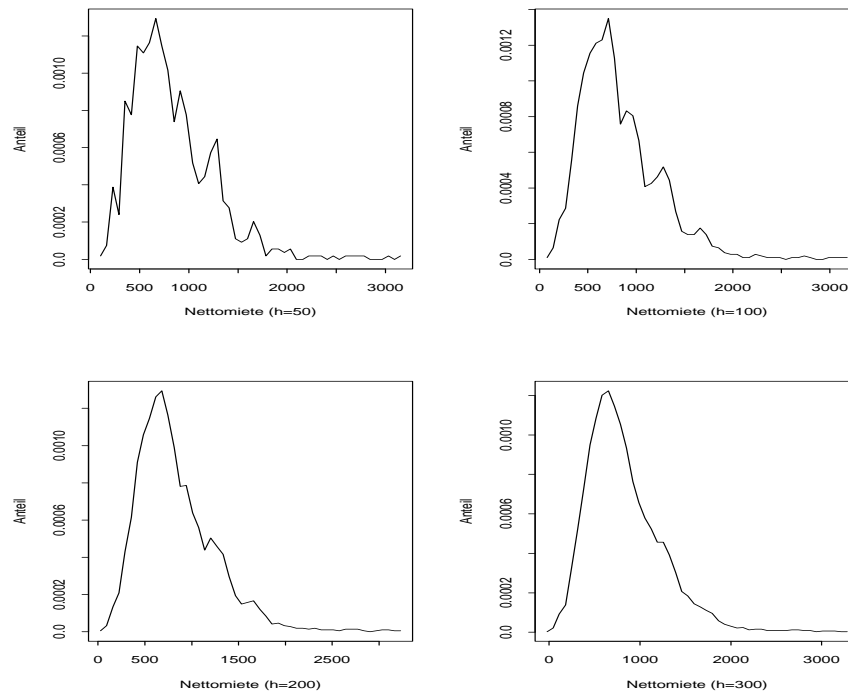 Anteil
0.0 0.0002 0.0006 0.0010
0 500 1000 2000 3000
Nettomiete (h=50)
Anteil
0.0 0.0004 0.0008 0.0012
0 500 1000 2000 3000
Nettomiete (h=100)
Anteil
0.0 0.0002 0.0006 0.0010
0 500 1500 2500
Nettomiete (h=200)
Anteil
0.0 0.0002 0.0006 0.0010
0 1000 2000 3000
Nettomiete (h=300)